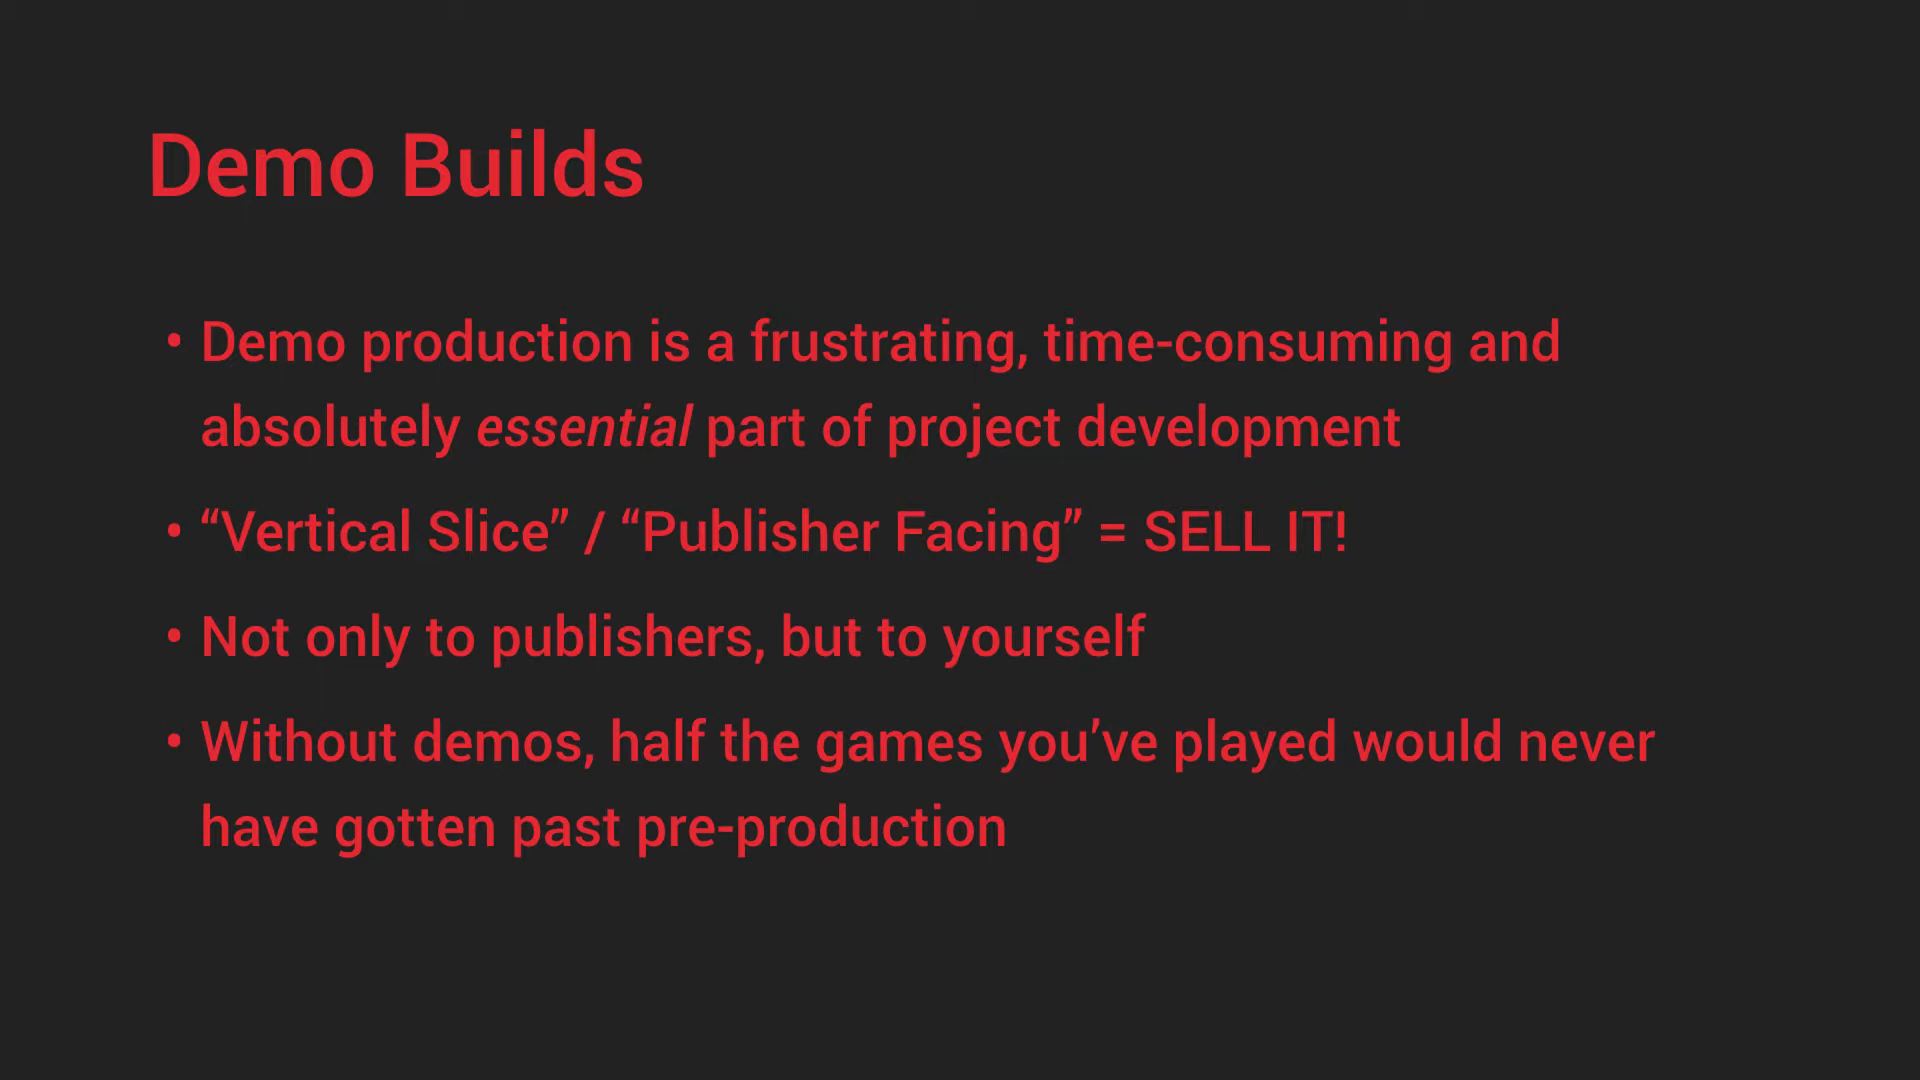 Demo Builds
• Demo production is a frustrating, time-consuming and
absolutely essential part of project development
• “Vertical Slice” / “Publisher Facing” = SELL IT!
• Not only to publishers, but to yourself
• Without demos, half the games you’ve played would never
have gotten past pre-production